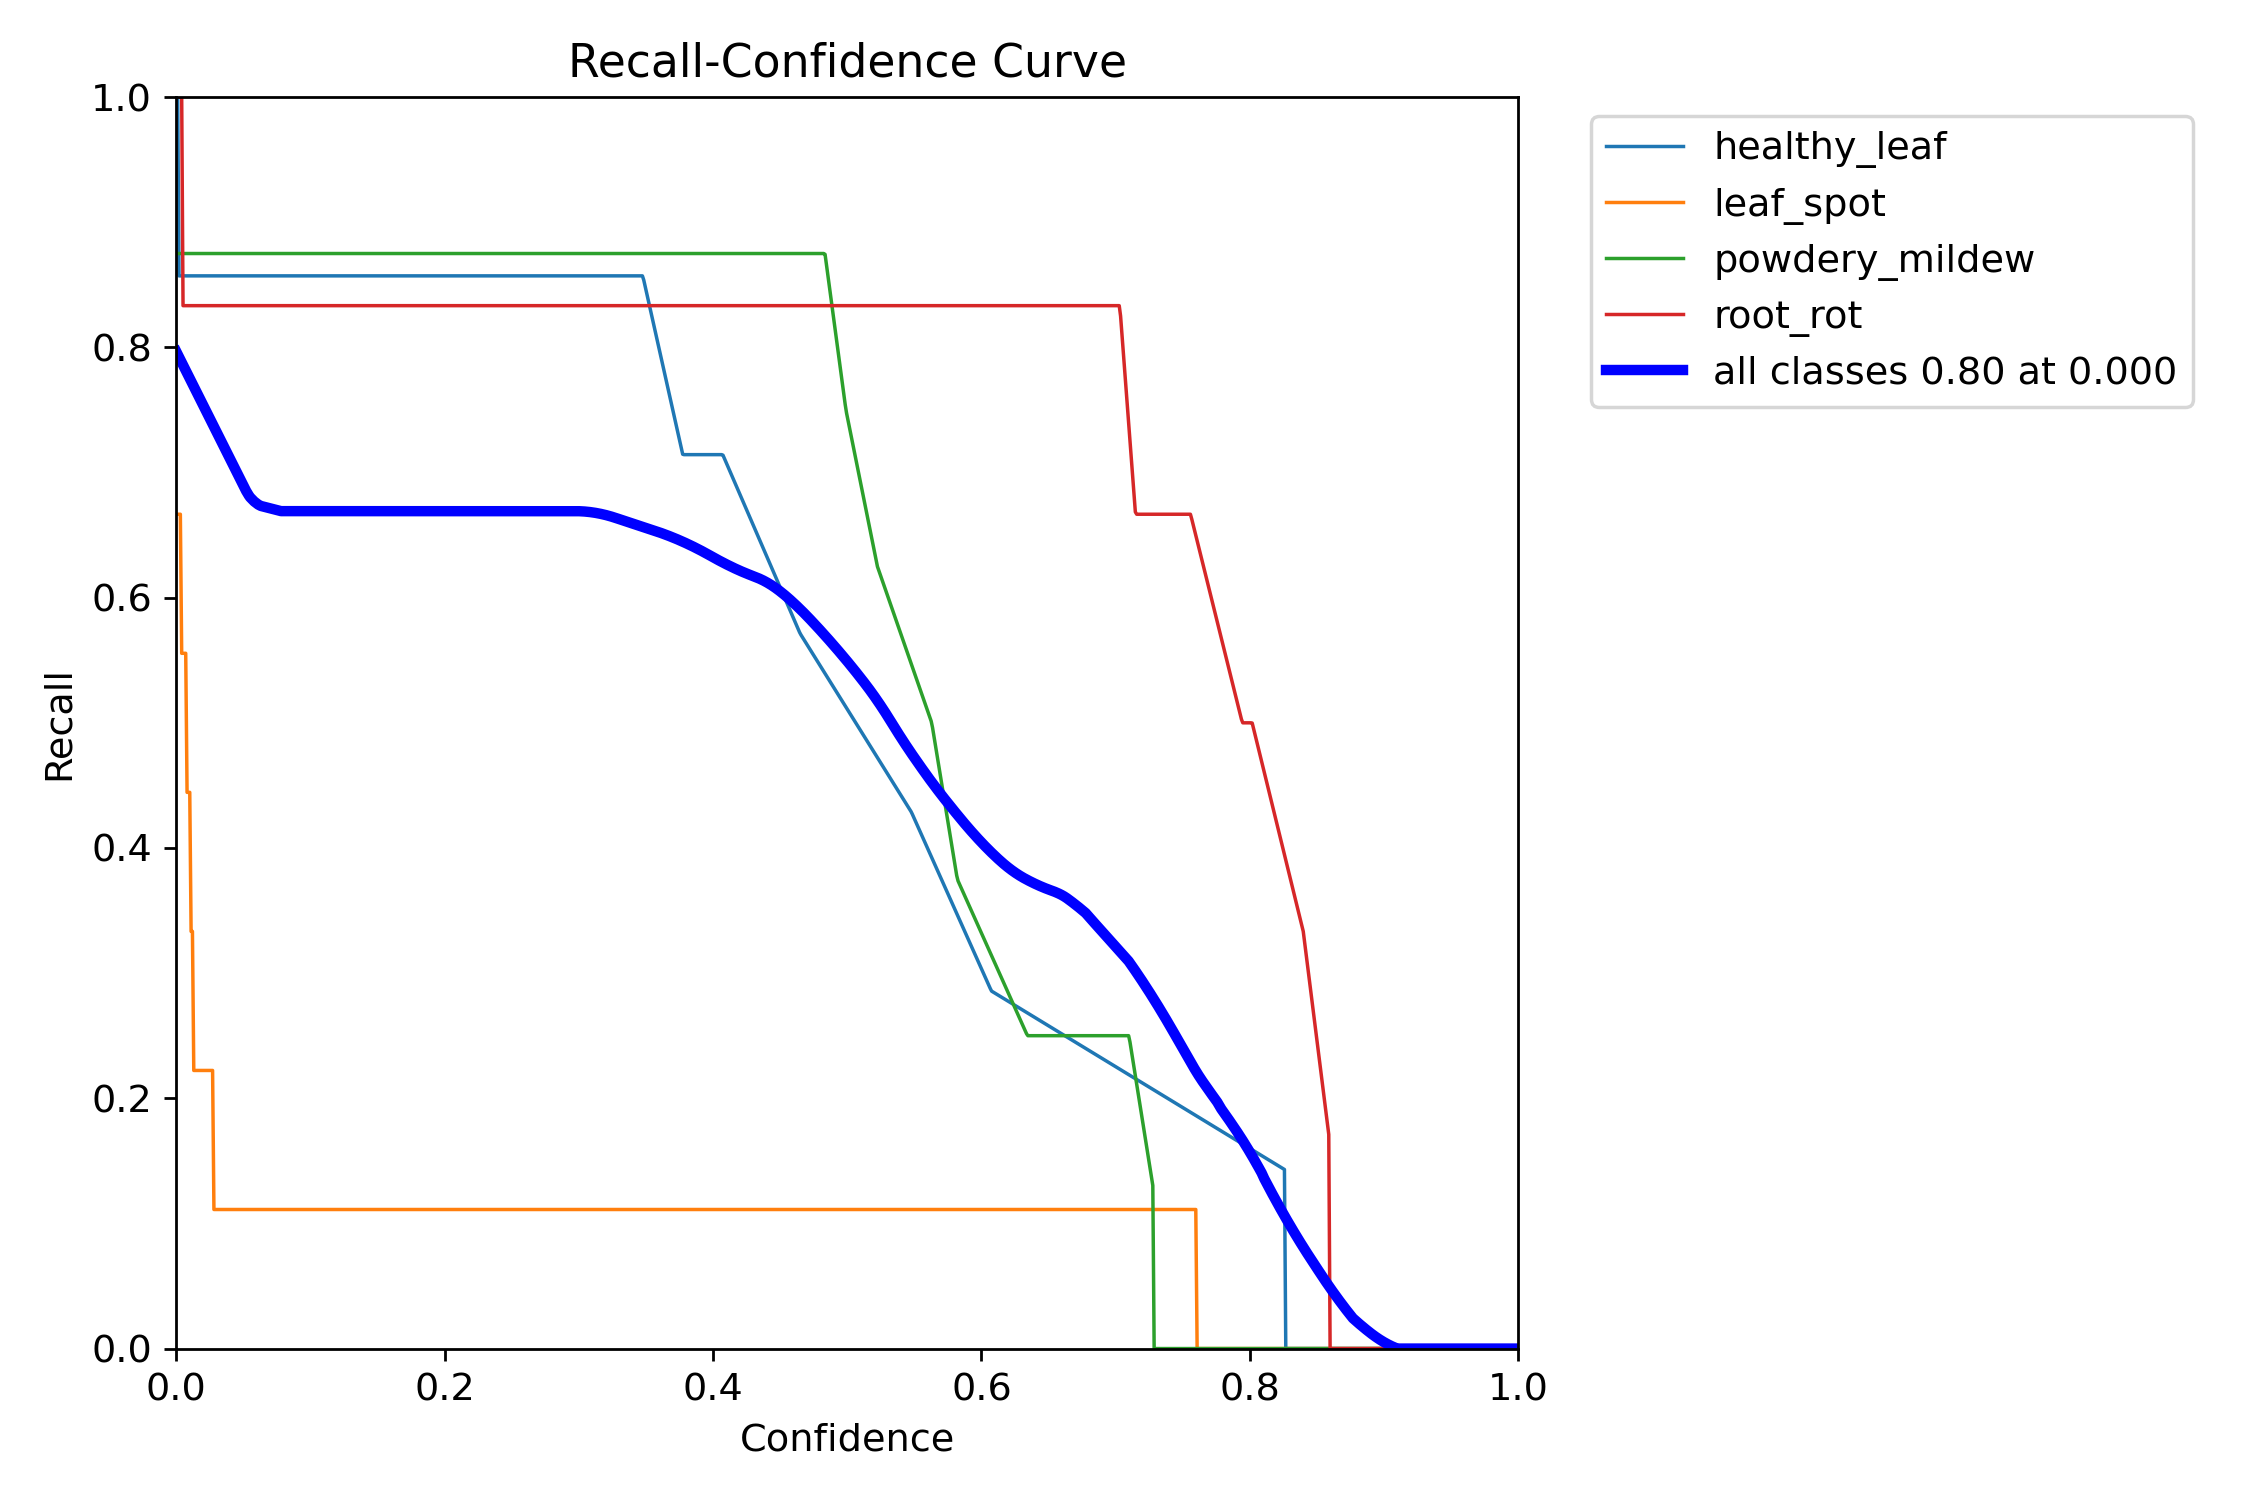 Recall-Confidence Curve
1.0
0.8
0.6
0.4
0.2
0.0
Recall
0.0 0.2 0.4 0.6 0.8 1.0
Confidence
healthy_leaf
leaf_spot
powdery_mildew
root_rot
all classes 0.80 at 0.000